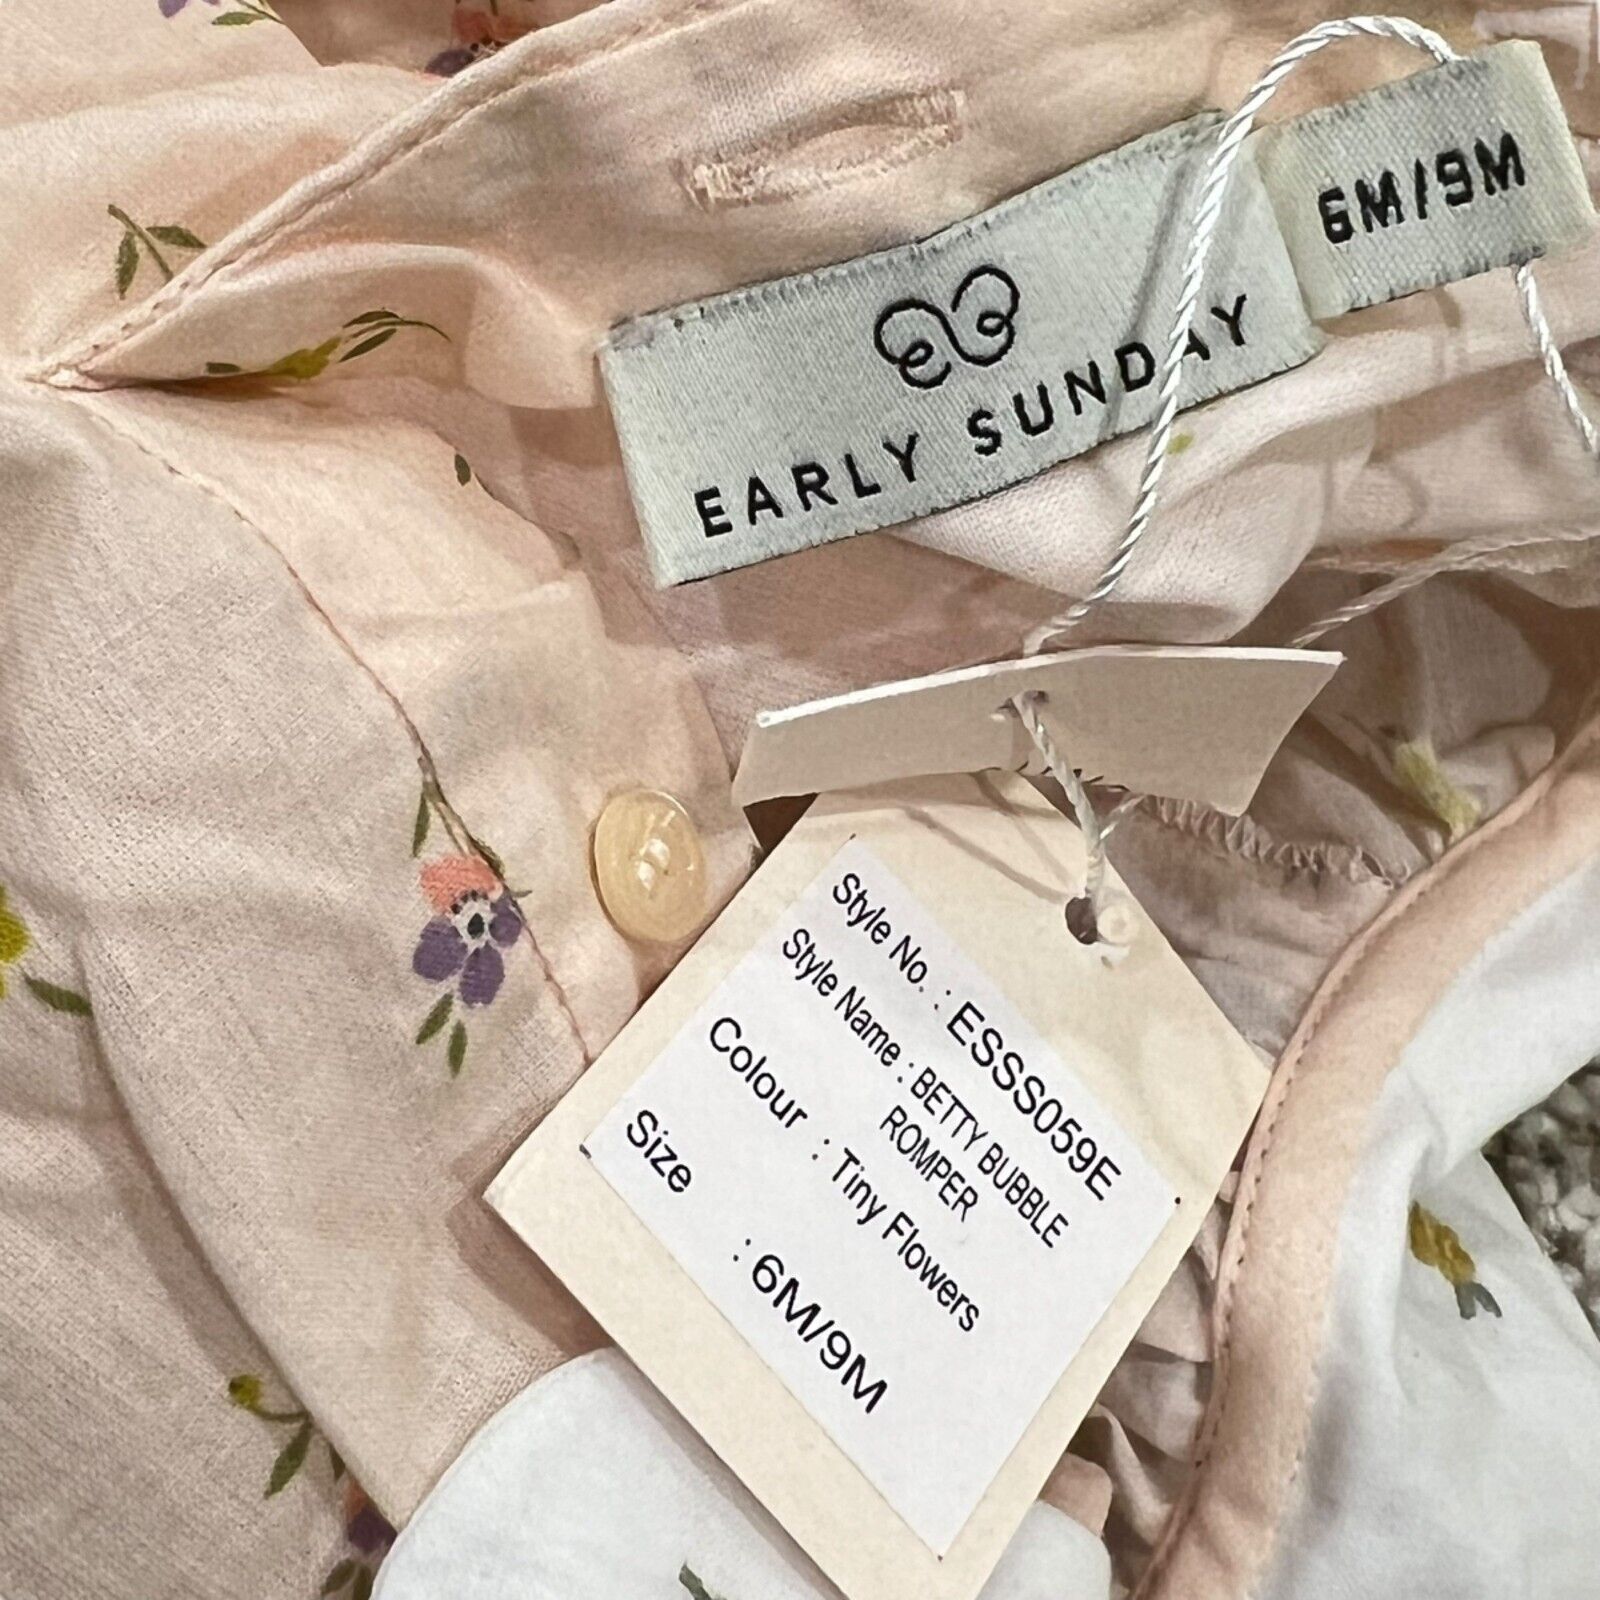 6M/9M
EARLY SUNDAY
Style No. : ESSS059E
Style Name : BETTY BUBBLE
ROMPER
Colour : Tiny Flowers
Size : 6M/9M